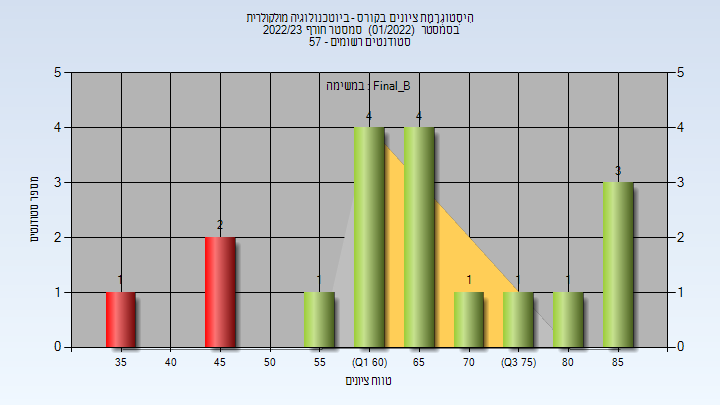 היסטוגרמת ציונים בקורס - ביוטכנולוגיה מולקולרית
בסמסטר (01/2022) סמסטר חורף 2022/23
סטודנטים רשומים - 57
במשימה : Final_B
5 5
4 4
3 3
2 2
1 1
0 0
1 2 1 4 4 1 1 1 3
מספר סטודנטים
35 40 45 50 55 (Q1 60) 65 70 (Q3 75) 80 85
טווח ציונים